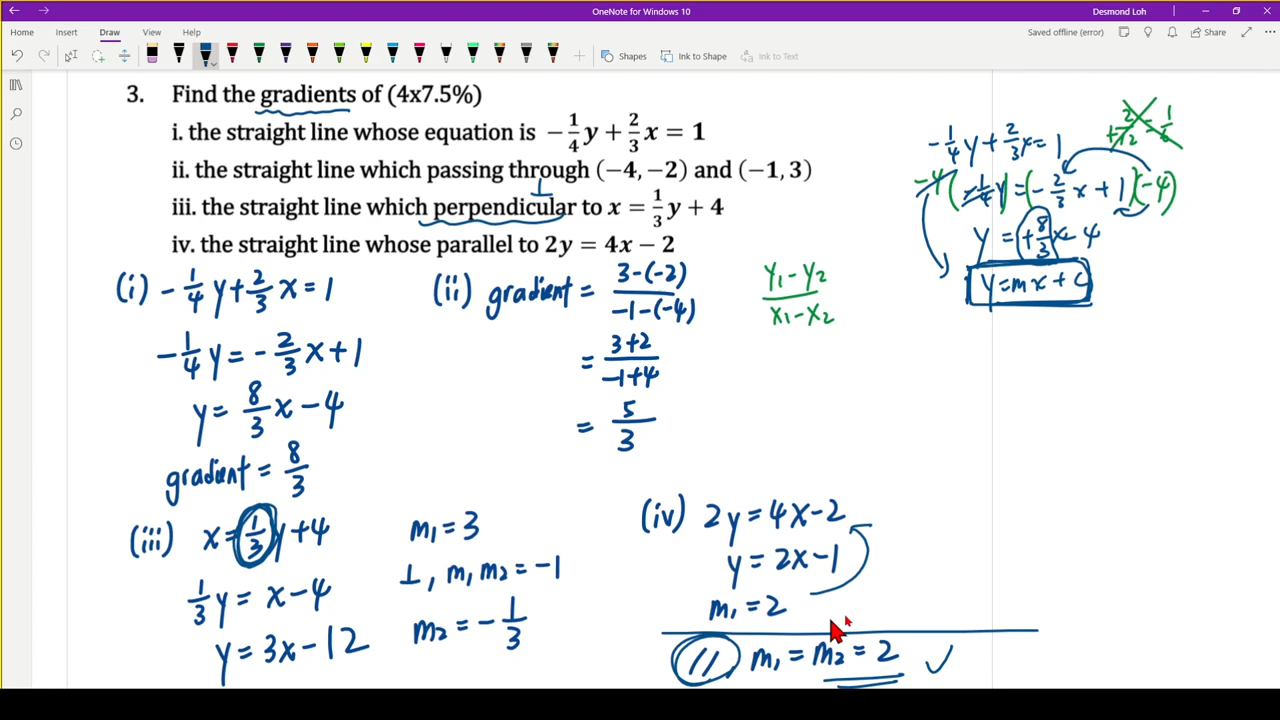 OneNote for Windows 10
Desmond Loh
Home Insert Draw View Help
Saved offline (error) Share
Shapes Ink to Shape Ink to Text
3. Find the gradients of (4x7.5%)
i. the straight line whose equation is −1/4 y + 2/3 x = 1
ii. the straight line which passing through (−4, −2) and (−1, 3)
⊥
iii. the straight line which perpendicular to x = 1/3 y + 4
iv. the straight line whose parallel to 2y = 4x − 2
(i) −1/4 y + 2/3 x = 1
−1/4 y = −2/3 x + 1
y = 8/3 x − 4
gradient = 8/3
(ii) gradient = 3−(−2) / −1−(−4)
= 3+2 / −1+4
= 5/3
y₁−y₂ / x₁−x₂
−1/4 y + 2/3 x = 1
−4(−1/4 y) = (−2/3 x + 1)(−4)
y = +8/3 x − 4
y = mx + c
(iii) x = 1/3 y + 4
1/3 y = x − 4
y = 3x − 12
m₁ = 3
⊥, m₁ m₂ = −1
m₂ = −1/3
(iv) 2y = 4x − 2
y = 2x − 1
m₁ = 2
// m₁ = m₂ = 2 ✓